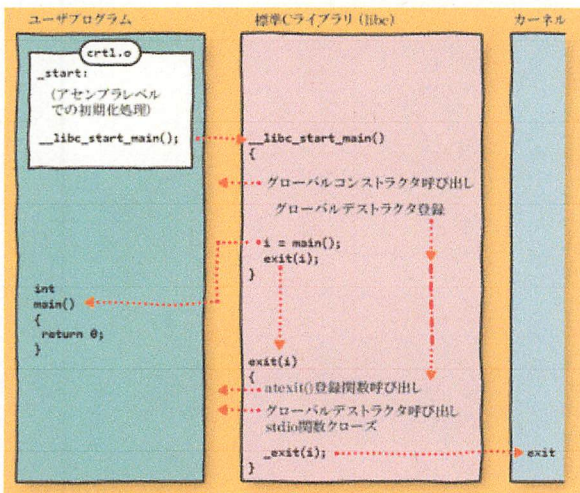 ユーザプログラム
crt1.o
_start:
(アセンブラレベル
での初期化処理)
__libc_start_main();
int
main()
{
return 0;
}
標準Cライブラリ (libc)
__libc_start_main()
{
グローバルコンストラクタ呼び出し
グローバルデストラクタ登録
i = main();
exit(i);
}
exit(i)
{
atexit()登録関数呼び出し
グローバルデストラクタ呼び出し
stdio関数クローズ
_exit(i);
}
カーネル
exit